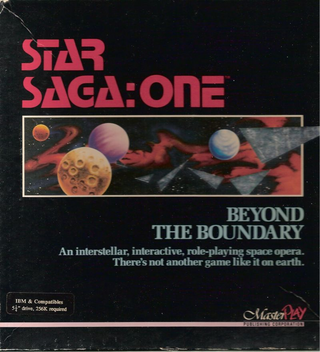 STAR
SAGA:ONE™
BEYOND
THE BOUNDARY
An interstellar, interactive, role-playing space opera.
There's not another game like it on earth.
IBM & Compatibles
5¼" drive, 256K required
MasterPLAY
PUBLISHING CORPORATION